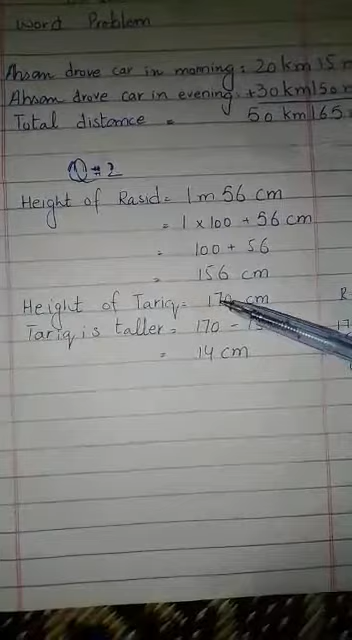 Word Problem
Ahsan drove car in morning = 20 km 15 m
Ahsan drove car in evening = +30 km 150 m
Total distance = 50 km 165 m
Q # 2
Height of Rasid = 1 m 56 cm
= 1 x 100 + 56 cm
= 100 + 56
= 156 cm
Height of Tariq = 170 cm
Tariq is taller = 170 -
= 14 cm